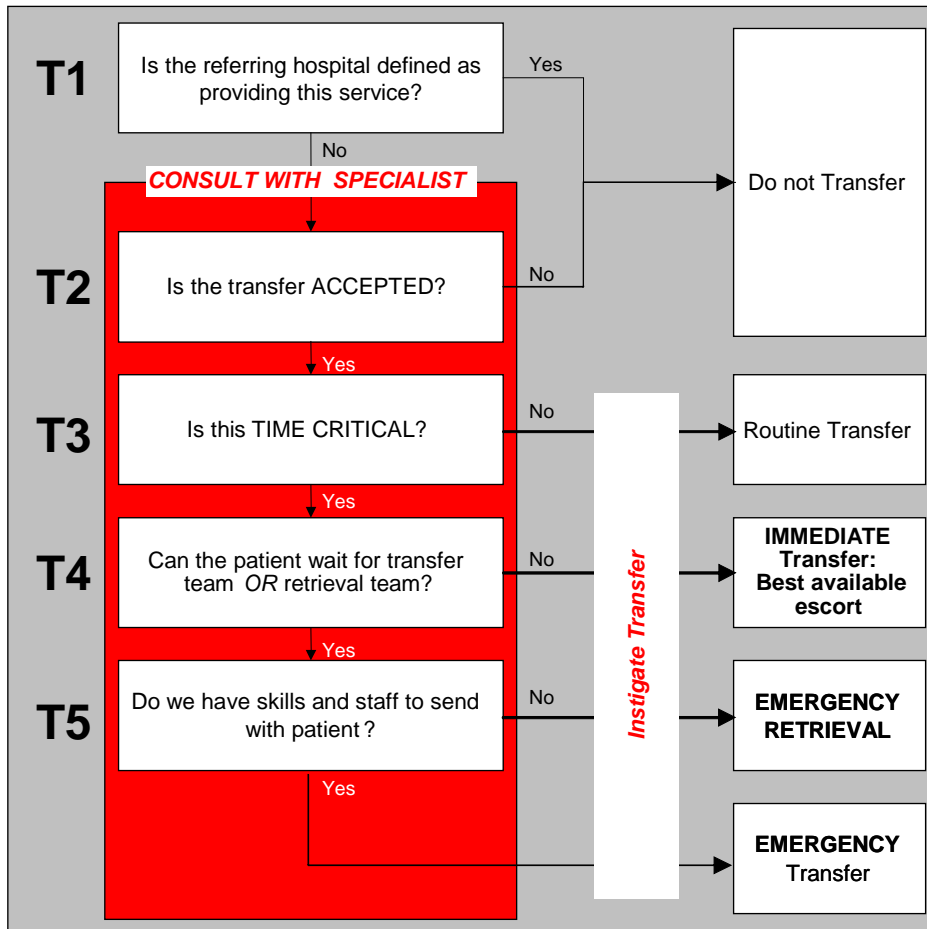 T1
Is the referring hospital defined as
providing this service?
Yes
No
Do not Transfer
CONSULT WITH SPECIALIST
T2
Is the transfer ACCEPTED?
No
Yes
T3
Is this TIME CRITICAL?
No
Routine Transfer
Yes
T4
Can the patient wait for transfer
team OR retrieval team?
No
IMMEDIATE
Transfer:
Best available
escort
Yes
T5
Do we have skills and staff to send
with patient ?
No
EMERGENCY
RETRIEVAL
Yes
Instigate Transfer
EMERGENCY
Transfer